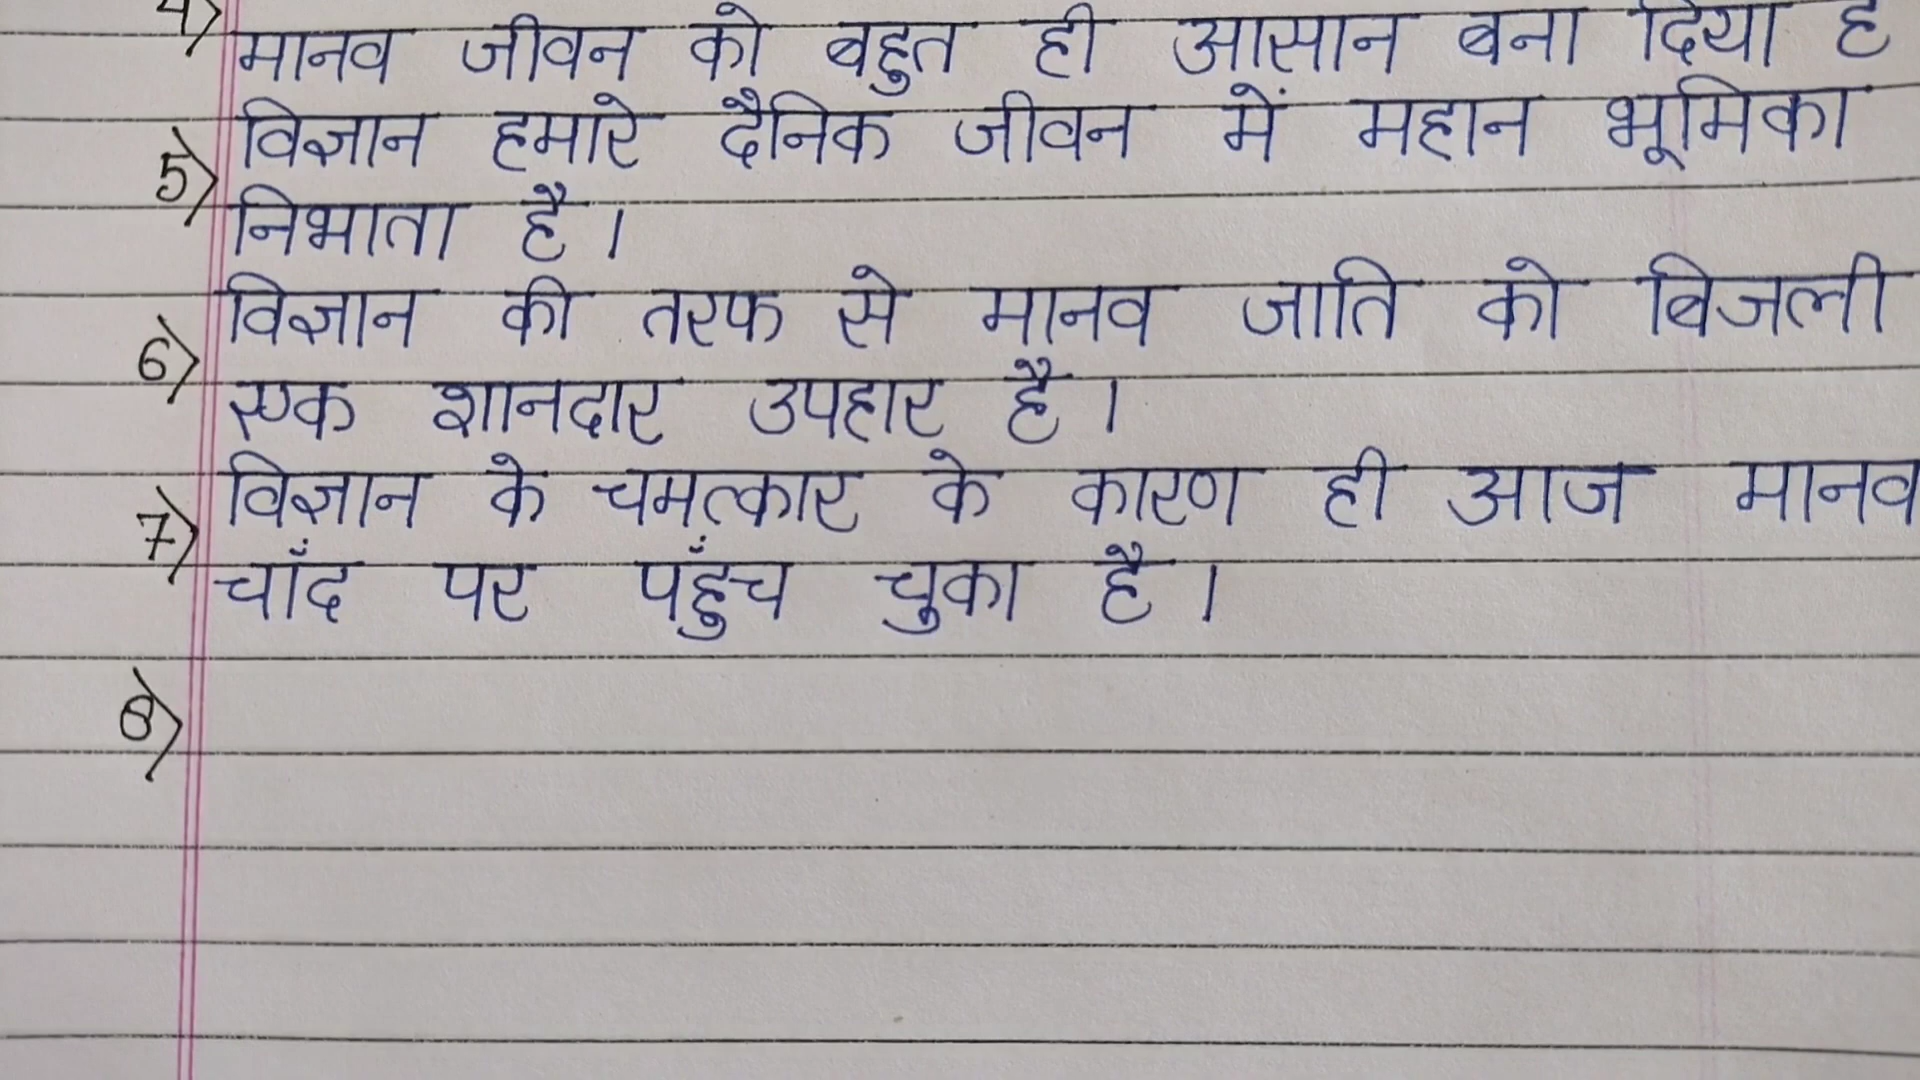 4) मानव जीवन को बहुत ही आसान बना दिया है
5) विज्ञान हमारे दैनिक जीवन में महान भूमिका
निभाता है।
6) विज्ञान की तरफ से मानव जाति को बिजली
एक शानदार उपहार है।
7) विज्ञान के चमत्कार के कारण ही आज मानव
चाँद पर पहुँच चुका है।
8)